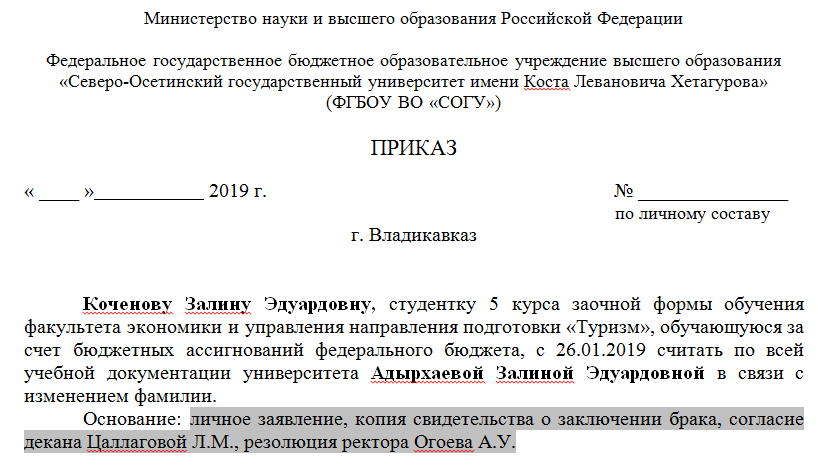 Министерство науки и высшего образования Российской Федерации
Федеральное государственное бюджетное образовательное учреждение высшего образования
«Северо-Осетинский государственный университет имени Коста Левановича Хетагурова»
(ФГБОУ ВО «СОГУ»)
ПРИКАЗ
« ____ »___________ 2019 г. № _______________
по личному составу
г. Владикавказ
Коченову Залину Эдуардовну, студентку 5 курса заочной формы обучения
факультета экономики и управления направления подготовки «Туризм», обучающуюся за
счет бюджетных ассигнований федерального бюджета, с 26.01.2019 считать по всей
учебной документации университета Адырхаевой Залиной Эдуардовной в связи с
изменением фамилии.
Основание: личное заявление, копия свидетельства о заключении брака, согласие
декана Цаллаговой Л.М., резолюция ректора Огоева А.У.